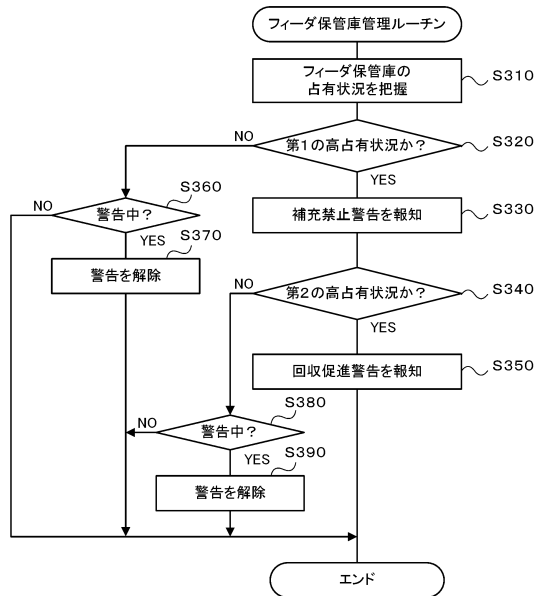 フィーダ保管庫管理ルーチン
フィーダ保管庫の
占有状況を把握
S310
第1の高占有状況か?
S320
NO
YES
警告中?
S360
NO
YES
補充禁止警告を報知
S330
警告を解除
S370
第2の高占有状況か?
S340
NO
YES
回収促進警告を報知
S350
警告中?
S380
NO
YES
警告を解除
S390
エンド